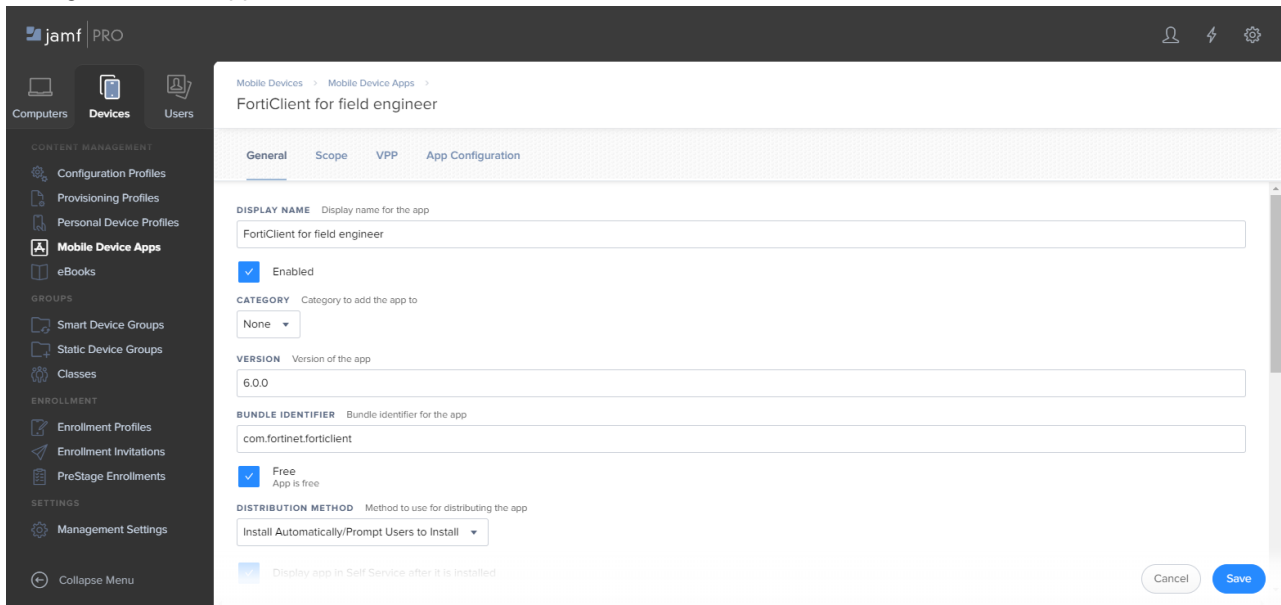 jamf PRO
Computers
Devices
Users
CONTENT MANAGEMENT
Configuration Profiles
Provisioning Profiles
Personal Device Profiles
Mobile Device Apps
eBooks
GROUPS
Smart Device Groups
Static Device Groups
Classes
ENROLLMENT
Enrollment Profiles
Enrollment Invitations
PreStage Enrollments
SETTINGS
Management Settings
Collapse Menu
Mobile Devices > Mobile Device Apps >
FortiClient for field engineer
General Scope VPP App Configuration
DISPLAY NAME Display name for the app
FortiClient for field engineer
Enabled
CATEGORY Category to add the app to
None
VERSION Version of the app
6.0.0
BUNDLE IDENTIFIER Bundle identifier for the app
com.fortinet.forticlient
Free
App is free
DISTRIBUTION METHOD Method to use for distributing the app
Install Automatically/Prompt Users to Install
Display app in Self Service after it is installed
Cancel Save